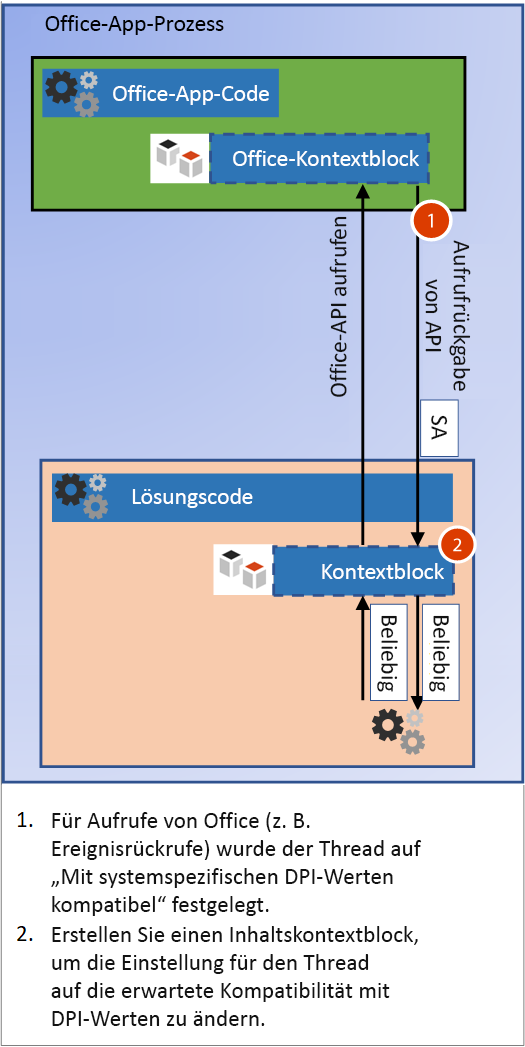 Office-App-Prozess
Office-App-Code
Office-Kontextblock
1
Office-API aufrufen
Aufrufrückgabe
von API
SA
Lösungscode
2
Kontextblock
Beliebig
Beliebig
1. Für Aufrufe von Office (z. B.
Ereignisrückrufe) wurde der Thread auf
„Mit systemspezifischen DPI-Werten
kompatibel“ festgelegt.
2. Erstellen Sie einen Inhaltskontextblock,
um die Einstellung für den Thread
auf die erwartete Kompatibilität mit
DPI-Werten zu ändern.